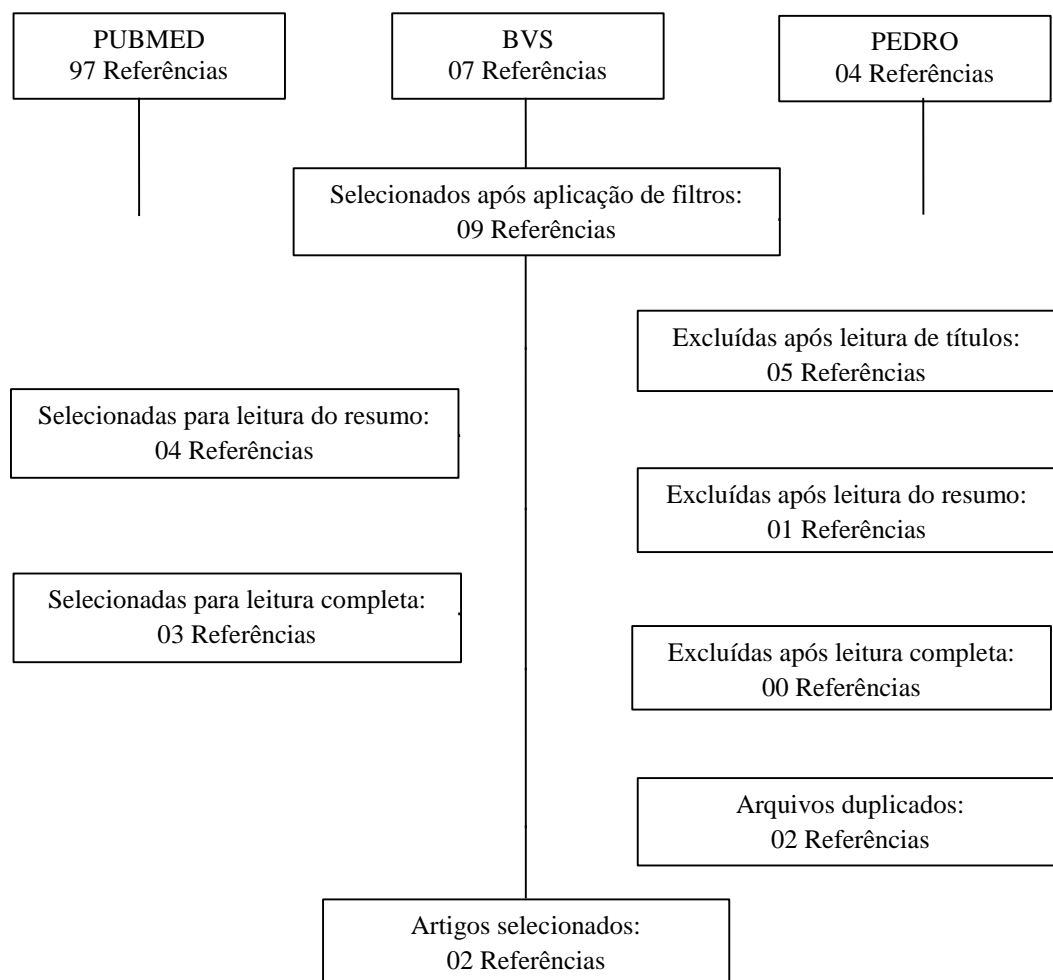 PUBMED
97 Referências
BVS
07 Referências
PEDRO
04 Referências
Selecionados após aplicação de filtros:
09 Referências
Excluídas após leitura de títulos:
05 Referências
Selecionadas para leitura do resumo:
04 Referências
Excluídas após leitura do resumo:
01 Referências
Selecionadas para leitura completa:
03 Referências
Excluídas após leitura completa:
00 Referências
Arquivos duplicados:
02 Referências
Artigos selecionados:
02 Referências